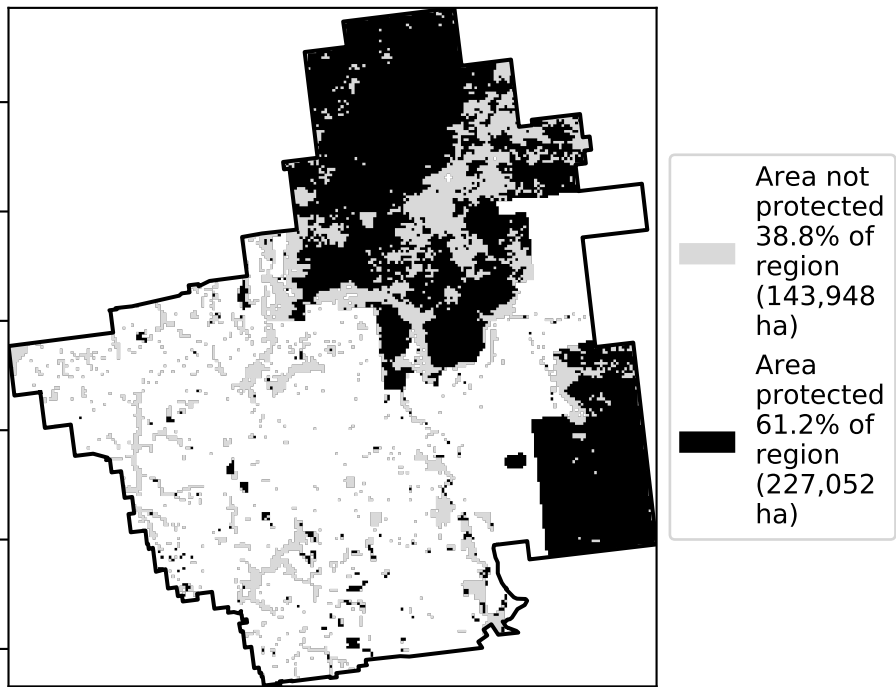 Area not
protected
38.8% of
region
(143,948
ha)
Area
protected
61.2% of
region
(227,052
ha)